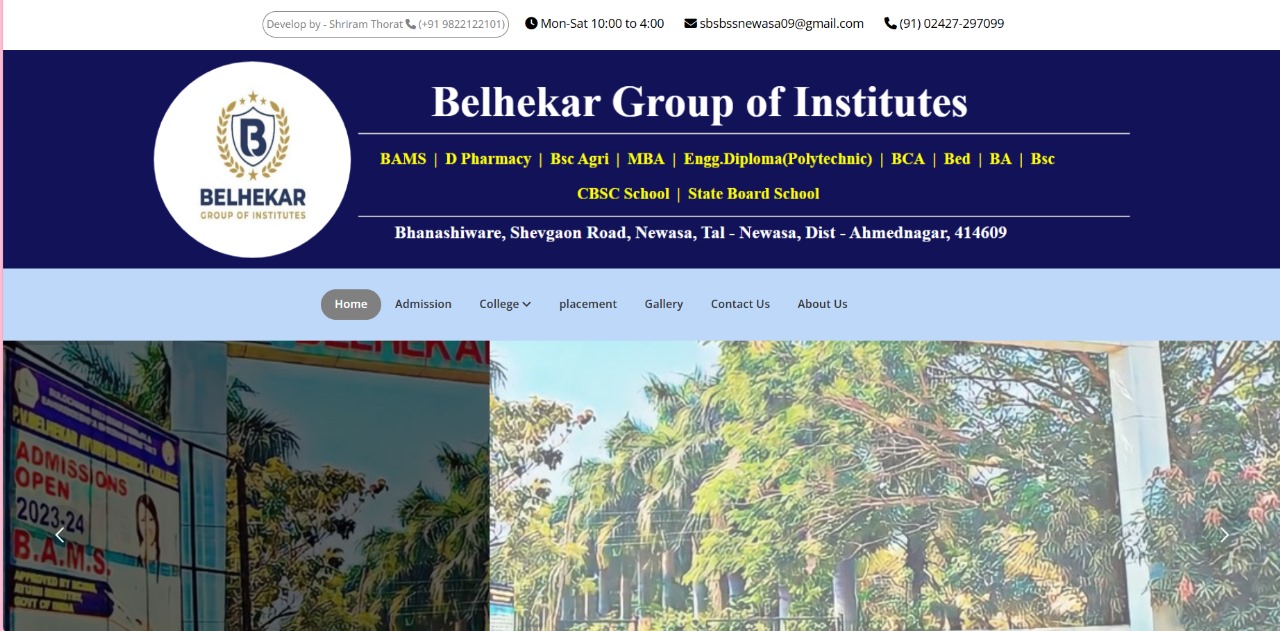 Develop by - Shriram Thorat (+91 9822122101) Mon-Sat 10:00 to 4:00 sbsbssnewasa09@gmail.com (91) 02427-297099
Belhekar Group of Institutes
BAMS | D Pharmacy | Bsc Agri | MBA | Engg.Diploma(Polytechnic) | BCA | Bed | BA | Bsc
CBSC School | State Board School
Bhanashiware, Shevgaon Road, Newasa, Tal - Newasa, Dist - Ahmednagar, 414609
B
BELHEKAR
GROUP OF INSTITUTES
Home Admission College placement Gallery Contact Us About Us
BELHEKAR
ADMISSIONS
OPEN
2023-24
B.A.M.S.